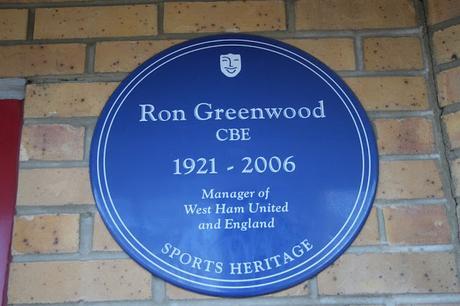 Ron Greenwood
CBE
1921 - 2006
Manager of
West Ham United
and England
SPORTS HERITAGE